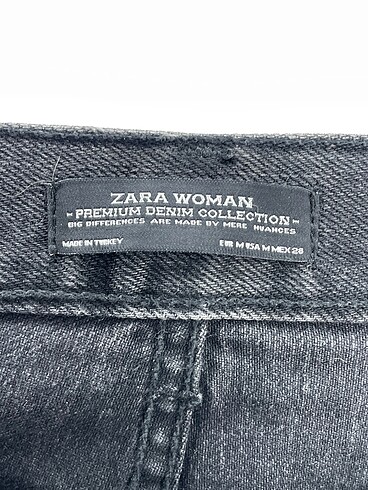 ZARA WOMAN
- PREMIUM DENIM COLLECTION -
BIG DIFFERENCES ARE MADE BY MERE NUANCES
MADE IN TURKEY EUR M USA M MEX 28